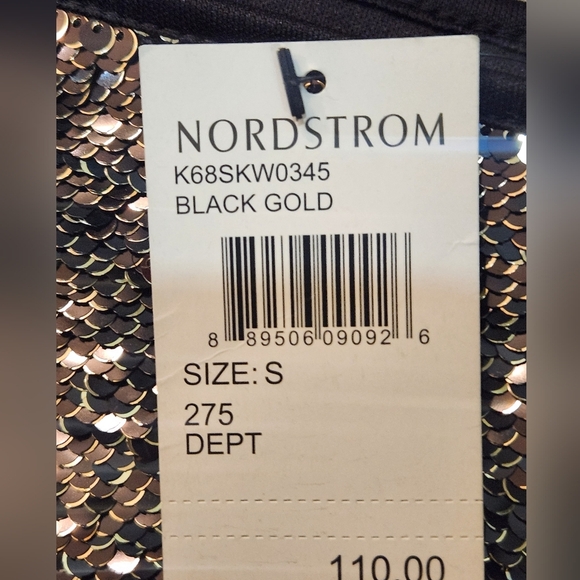 NORDSTROM
K68SKW0345
BLACK GOLD
8 89506 09092 6
SIZE: S
275
DEPT
110.00